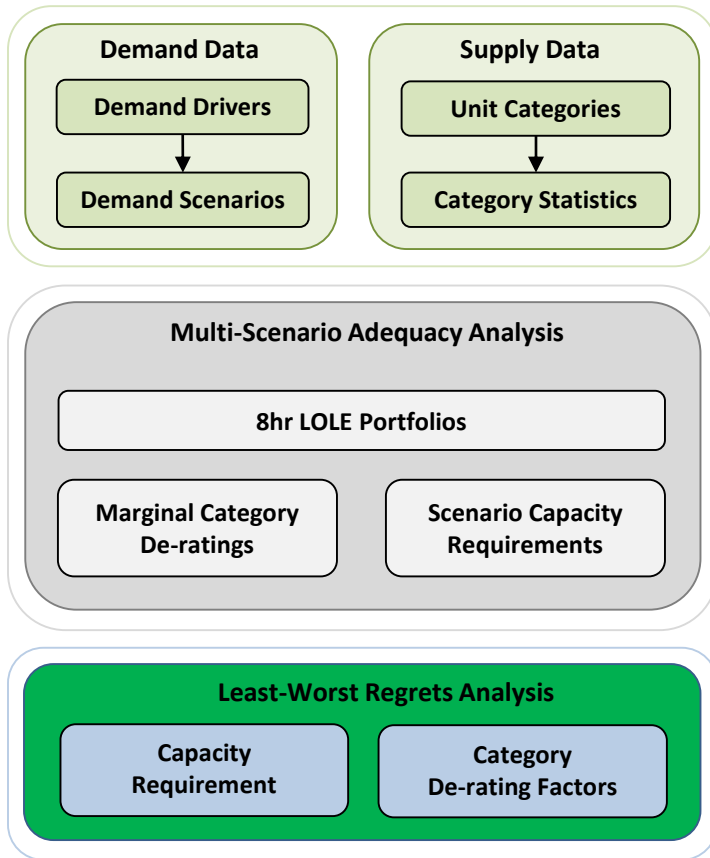 Demand Data
Demand Drivers
Demand Scenarios
Supply Data
Unit Categories
Category Statistics
Multi-Scenario Adequacy Analysis
8hr LOLE Portfolios
Marginal Category
De-ratings
Scenario Capacity
Requirements
Least-Worst Regrets Analysis
Capacity
Requirement
Category
De-rating Factors